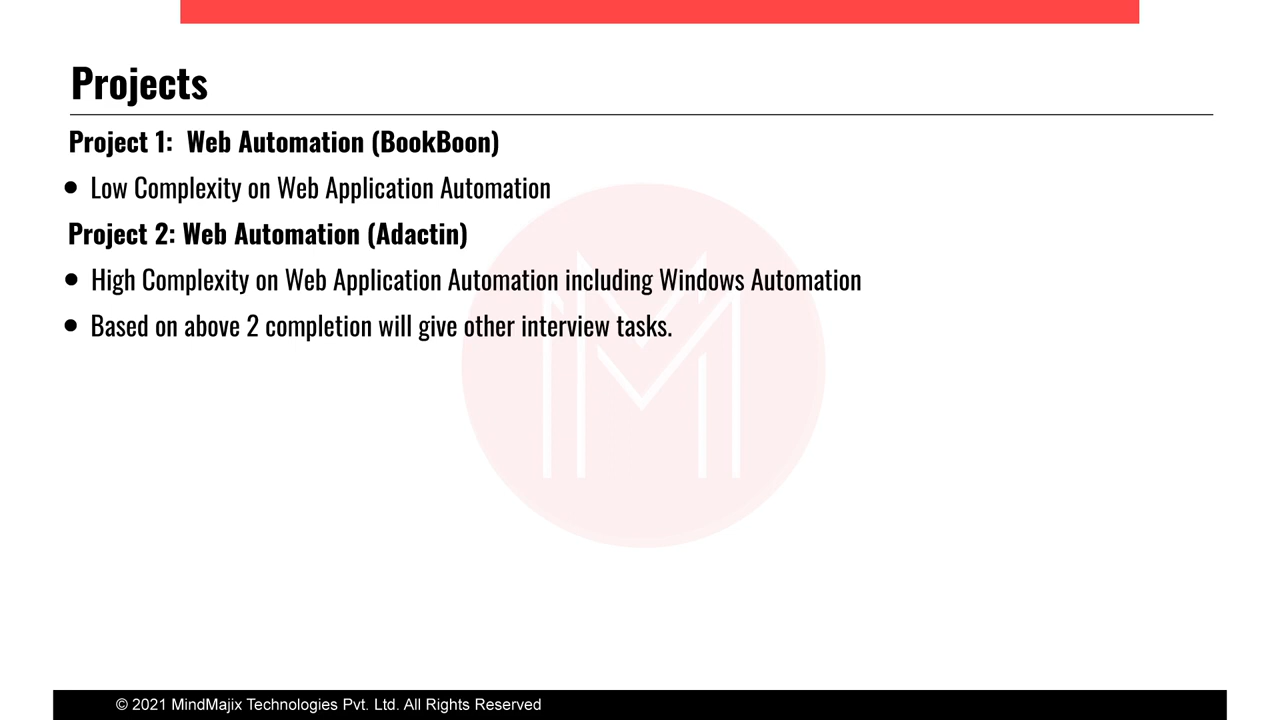 Projects
Project 1:  Web Automation (BookBoon)
● Low Complexity on Web Application Automation
Project 2: Web Automation (Adactin)
● High Complexity on Web Application Automation including Windows Automation
● Based on above 2 completion will give other interview tasks.
© 2021 MindMajix Technologies Pvt. Ltd. All Rights Reserved